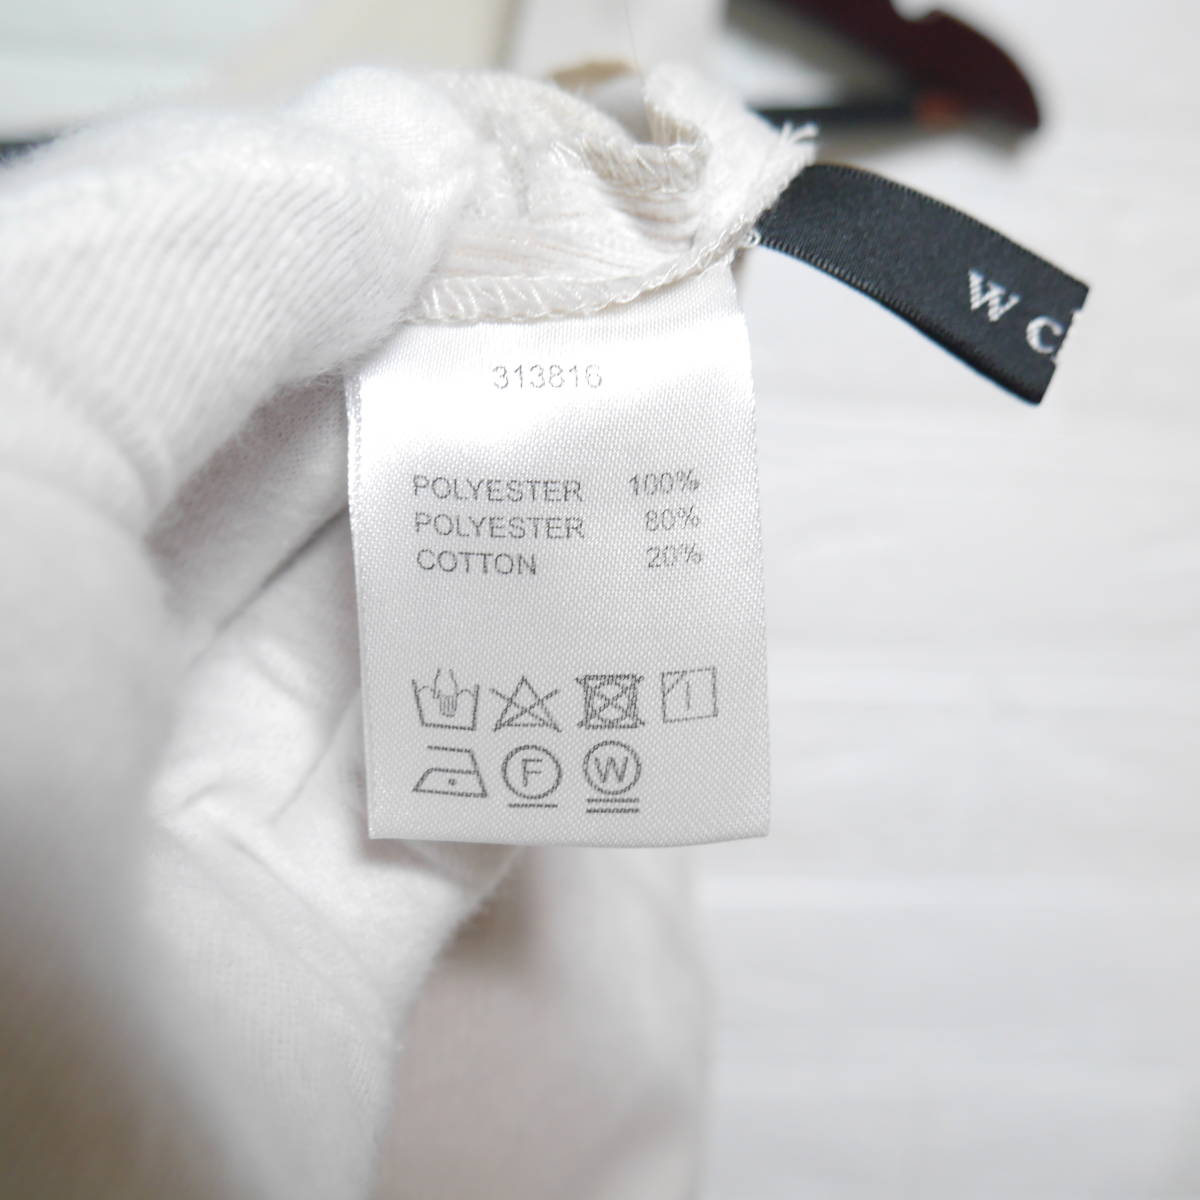 W C
313816
POLYESTER 100%
POLYESTER 80%
COTTON 20%
F W